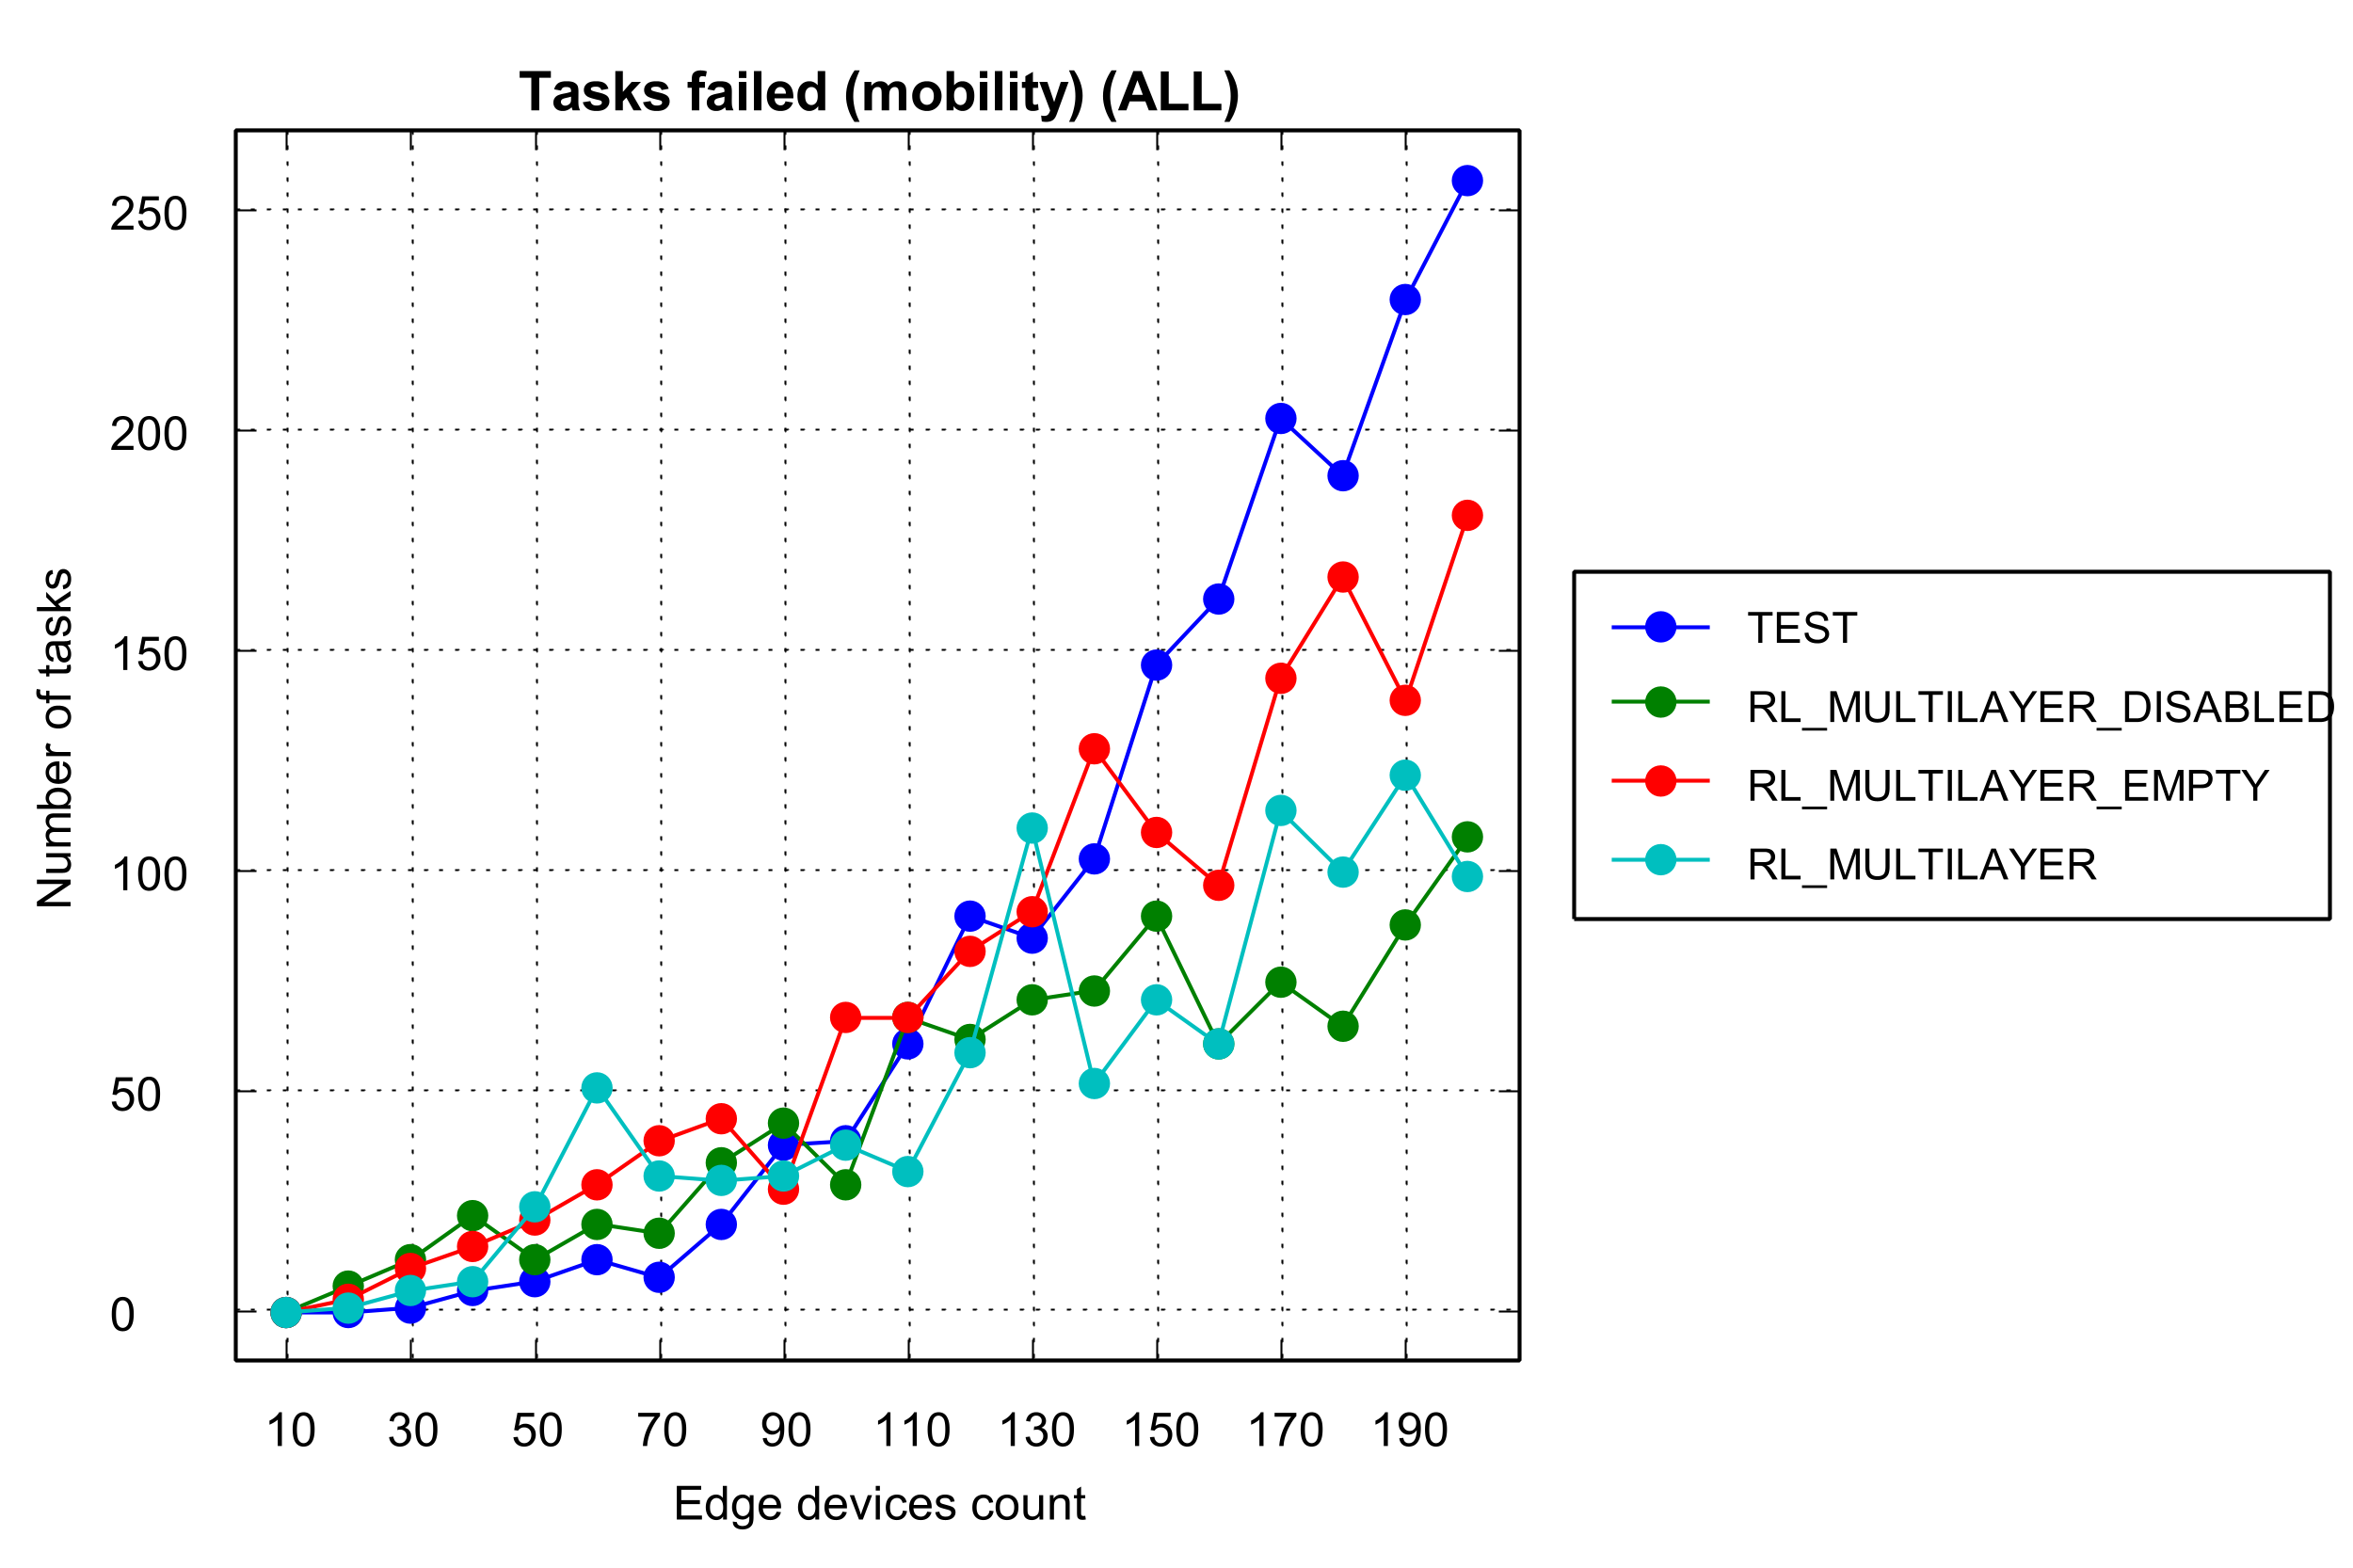 Tasks failed (mobility) (ALL)
250
200
150
100
50
0
Number of tasks
10 30 50 70 90 110 130 150 170 190
Edge devices count
TEST
RL_MULTILAYER_DISABLED
RL_MULTILAYER_EMPTY
RL_MULTILAYER